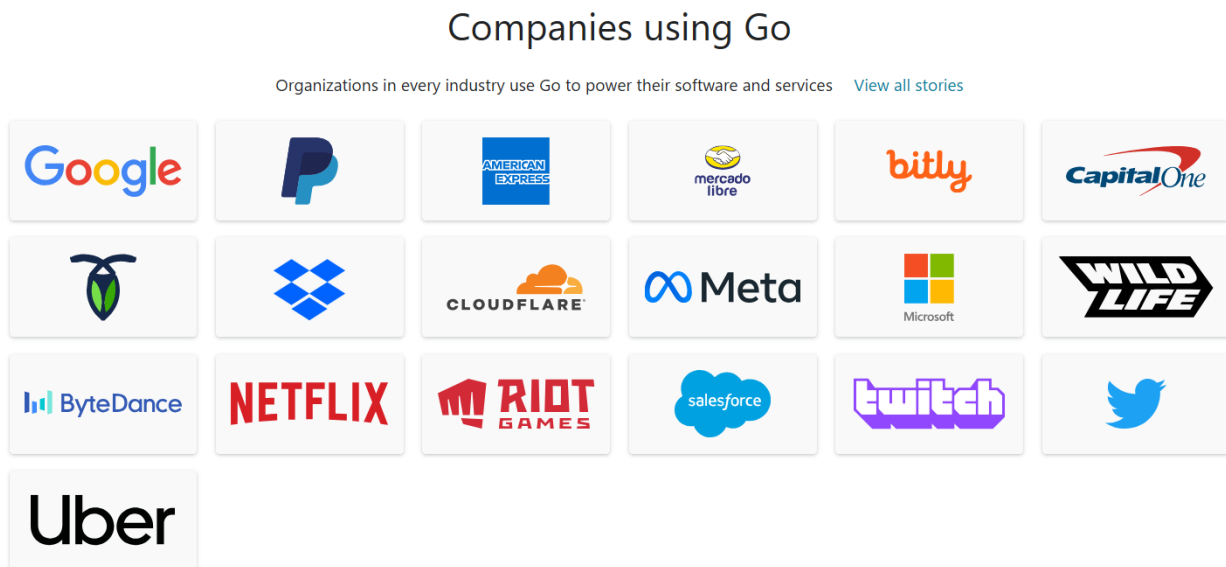 Companies using Go
Organizations in every industry use Go to power their software and services View all stories
Google
AMERICAN
EXPRESS
mercado
libre
bitly
CapitalOne
CLOUDFLARE
Meta
Microsoft
WILD
LIFE
ByteDance
NETFLIX
RIOT
GAMES
salesforce
twitch
Uber